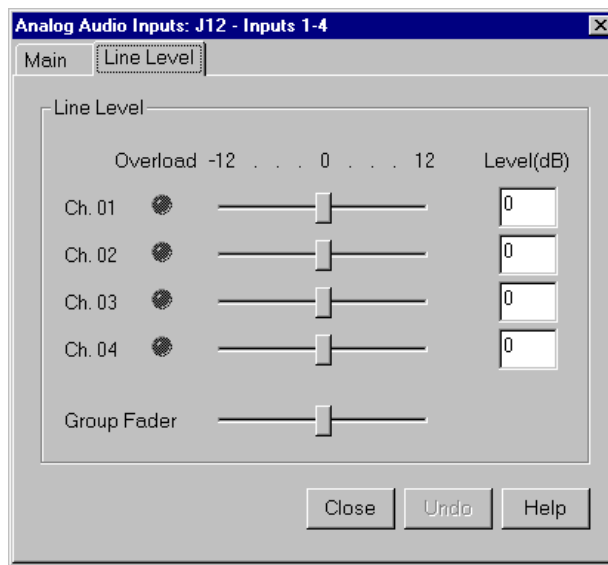 Analog Audio Inputs: J12 - Inputs 1-4
Main Line Level
Line Level
Overload -12 . . . 0 . . . 12 Level(dB)
Ch. 01 0
Ch. 02 0
Ch. 03 0
Ch. 04 0
Group Fader
Close Undo Help